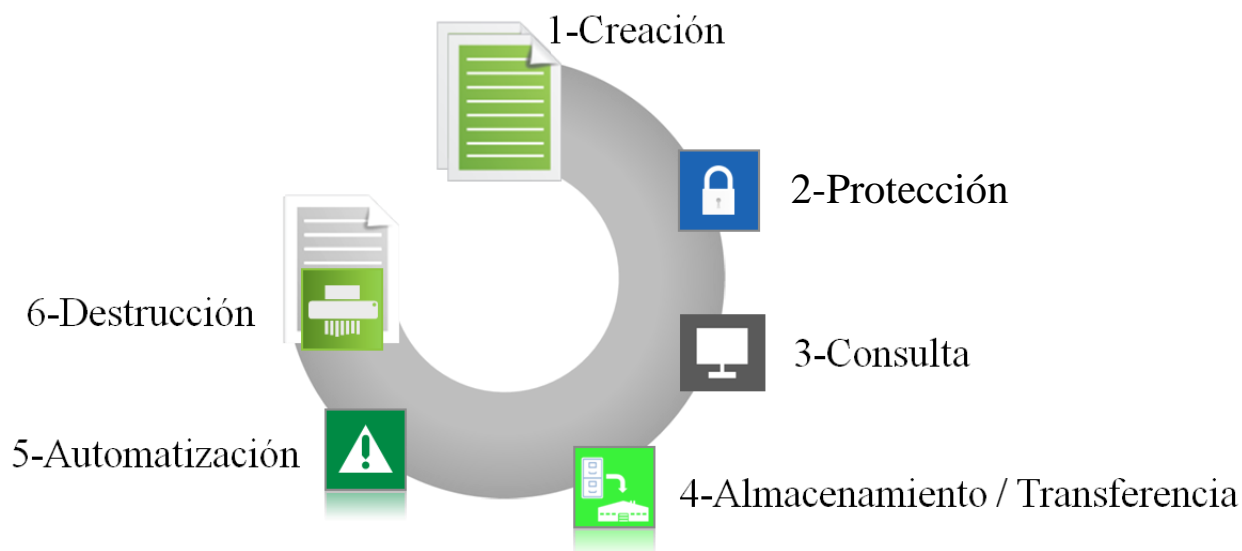 1-Creación
2-Protección
3-Consulta
4-Almacenamiento / Transferencia
5-Automatización
6-Destrucción